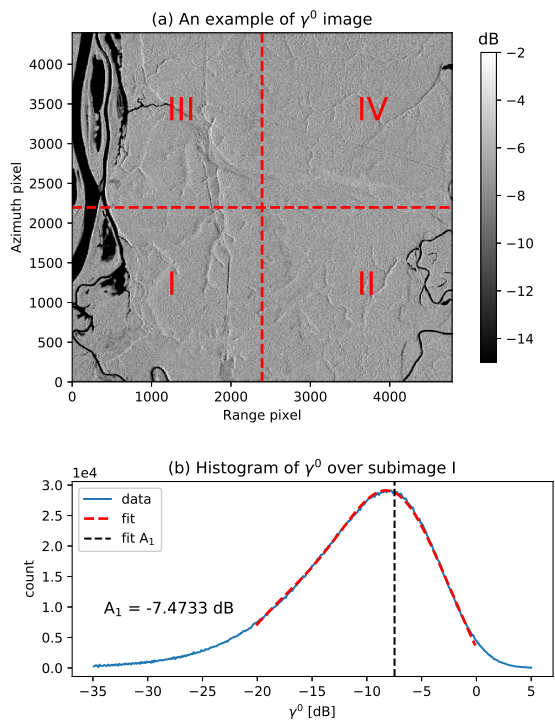 (a) An example of γ⁰ image
dB
III
IV
I
II
4000
3500
3000
2500
2000
1500
1000
500
0
Azimuth pixel
0 1000 2000 3000 4000
Range pixel
−2
−4
−6
−8
−10
−12
−14
(b) Histogram of γ⁰ over subimage I
1e4
data
fit
fit A₁
A₁ = -7.4733 dB
3.0
2.5
2.0
1.5
1.0
0.5
0.0
count
−35 −30 −25 −20 −15 −10 −5 0 5
γ⁰ [dB]